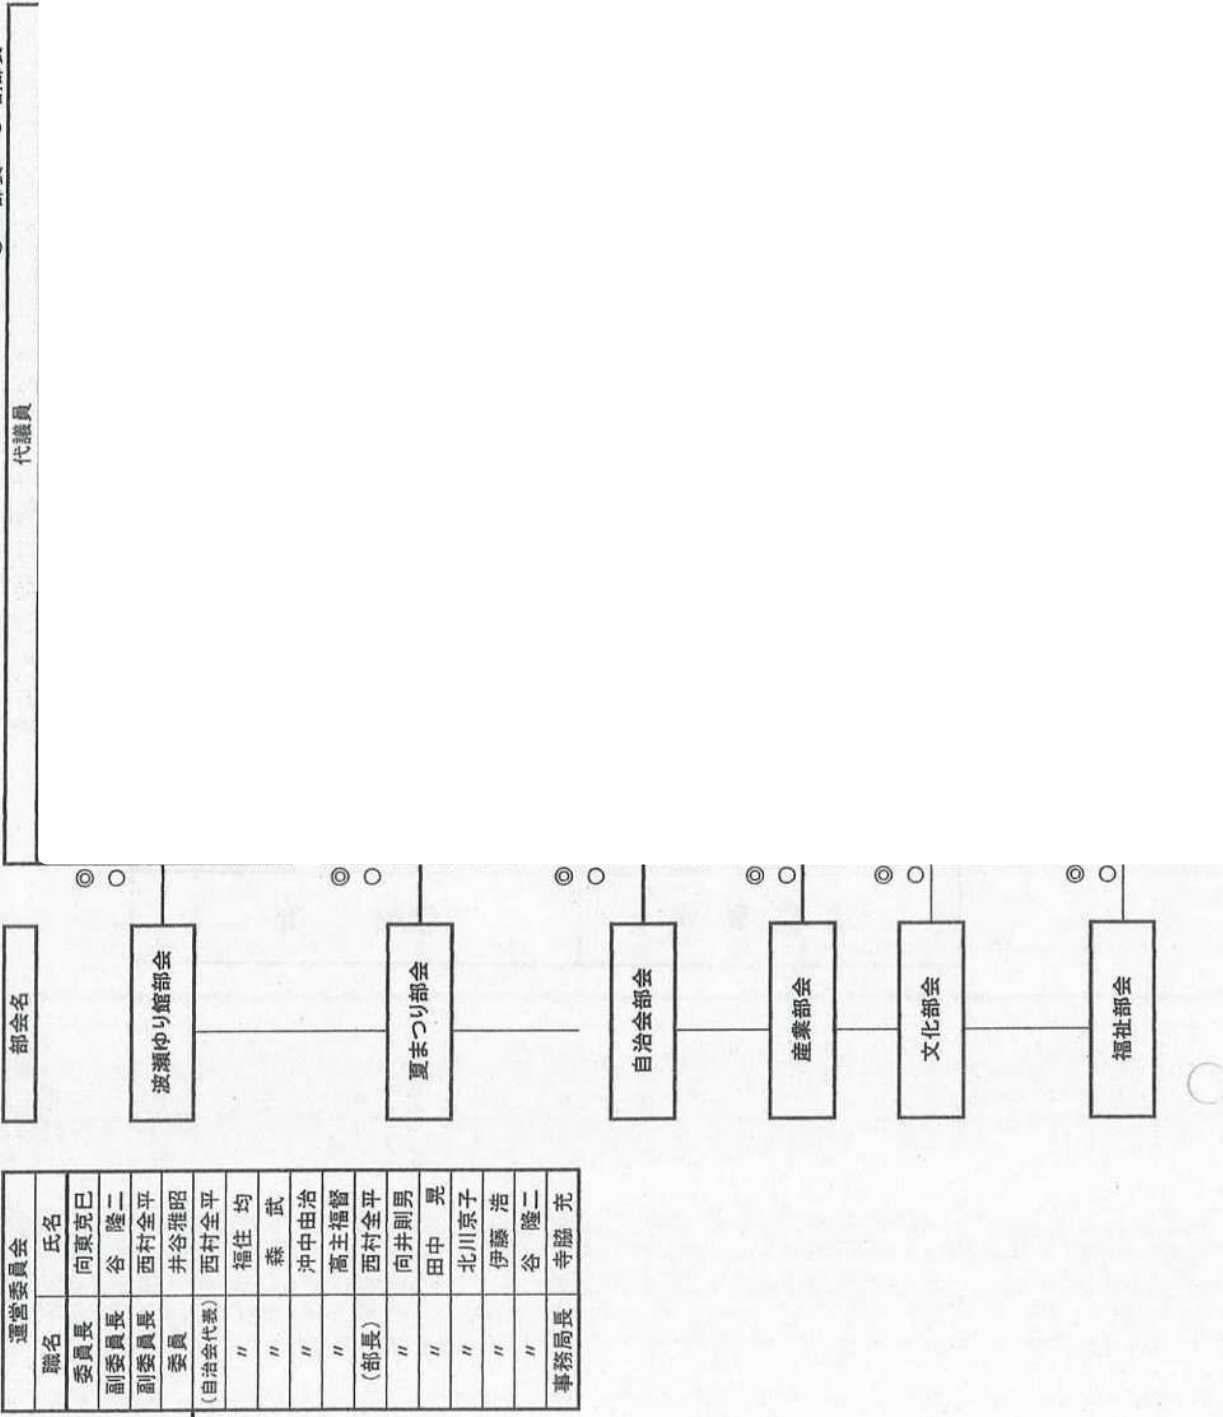 運営委員会
職名 氏名
委員長 向東克巳
副委員長 谷 隆二
副委員長 西村全平
委員 井谷雅昭
(自治会代表) 西村全平
〃 福住 均
〃 森 武
〃 沖中由治
〃 高主福督
(部長) 西村全平
〃 向井則男
〃 田中 晃
〃 北川京子
〃 伊藤 浩
〃 谷 隆二
事務局長 寺脇 充
部会名
波瀬ゆり館部会
夏まつり部会
自治会部会
産業部会
文化部会
福祉部会
◎
○
◎
○
◎
○
◎
○
◎
○
◎
○
代議員